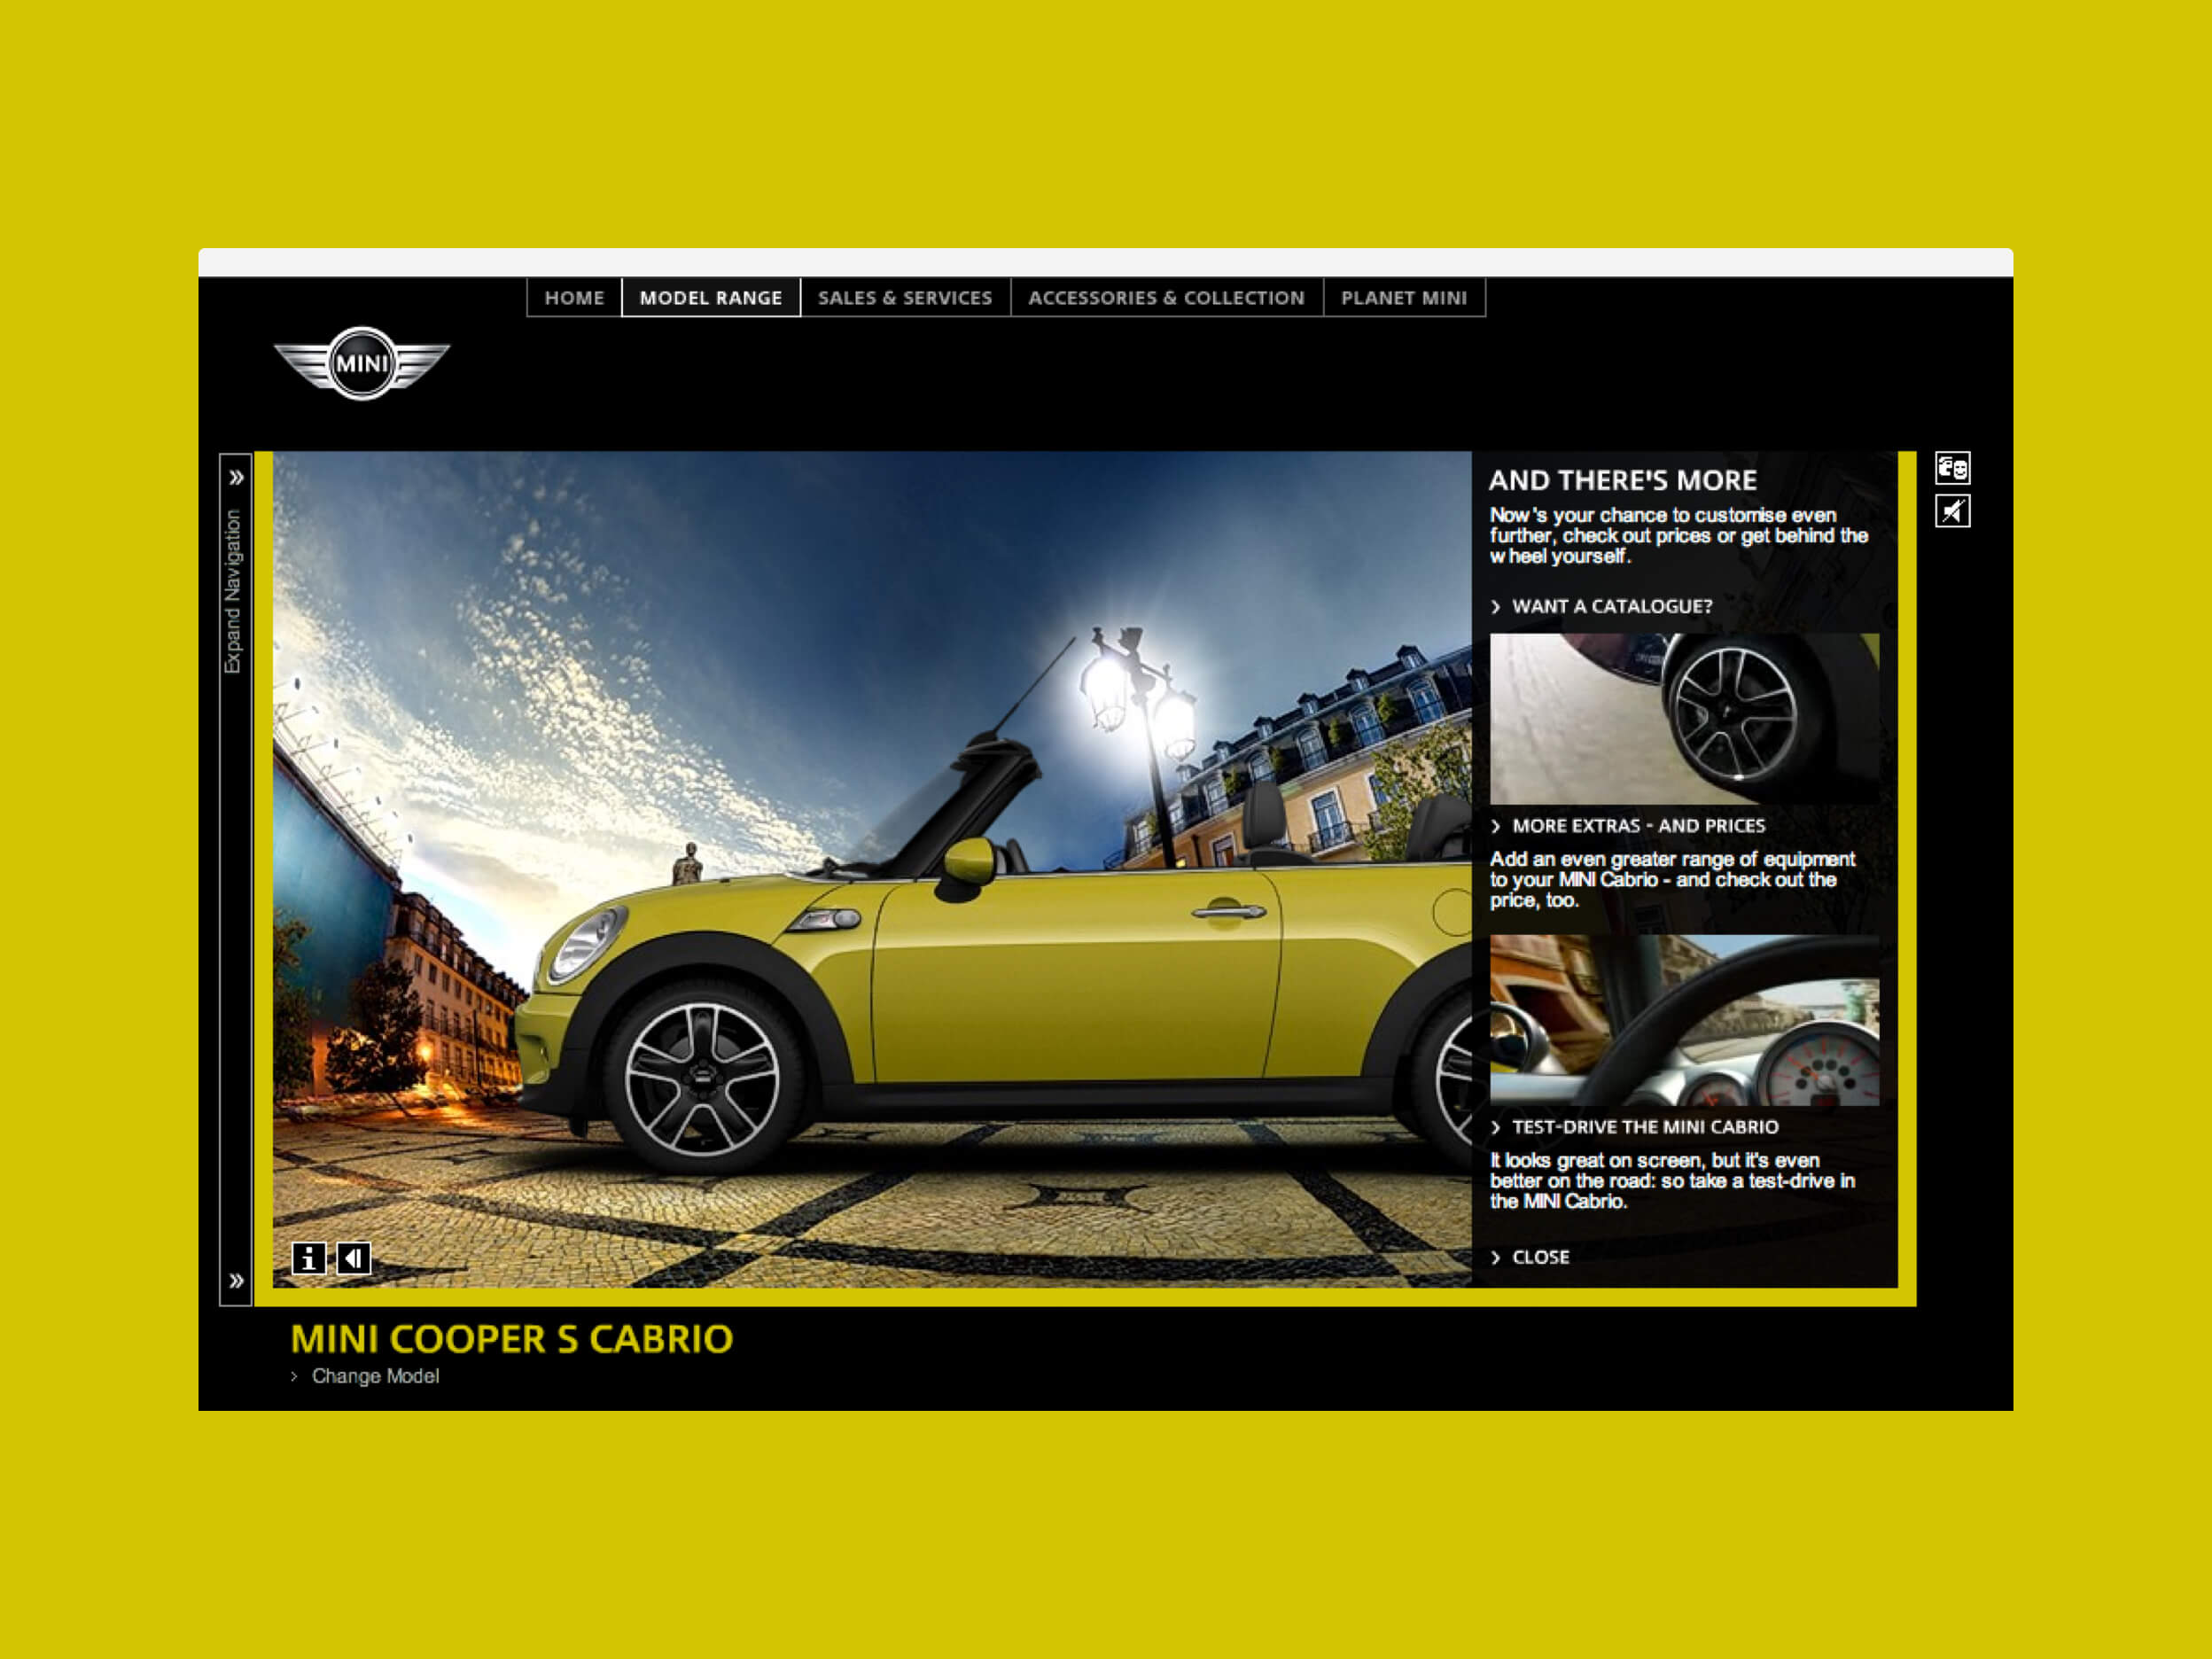 HOME
MODEL RANGE
SALES & SERVICES
ACCESSORIES & COLLECTION
PLANET MINI
MINI
Expand Navigation
AND THERE'S MORE
Now's your chance to customise even
further, check out prices or get behind the
wheel yourself.
WANT A CATALOGUE?
MORE EXTRAS - AND PRICES
Add an even greater range of equipment
to your MINI Cabrio - and check out the
price, too.
TEST-DRIVE THE MINI CABRIO
It looks great on screen, but it's even
better on the road: so take a test-drive in
the MINI Cabrio.
CLOSE
MINI COOPER S CABRIO
Change Model